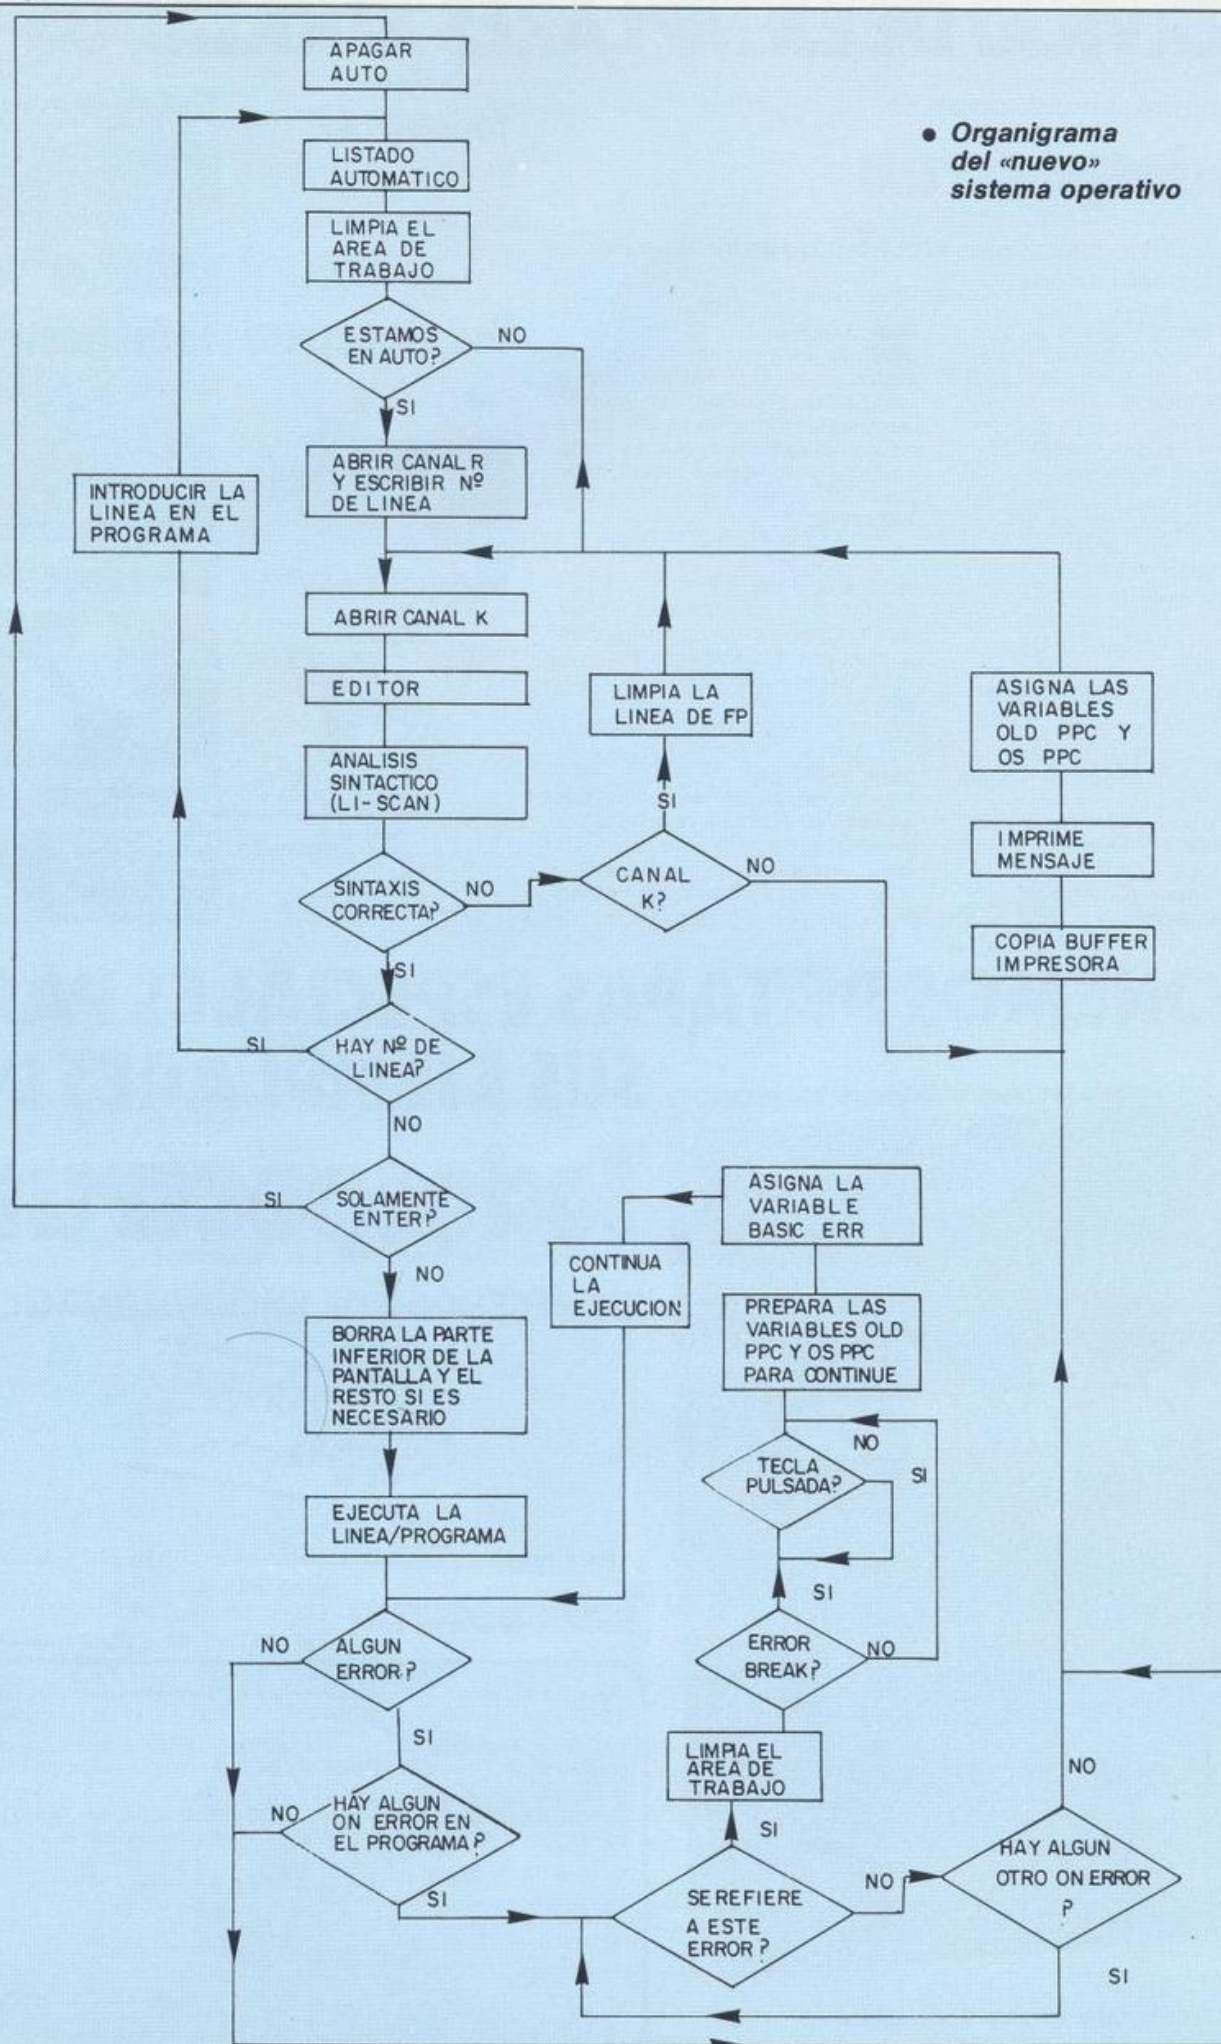 APAGAR
AUTO
● Organigrama
del «nuevo»
sistema operativo
LISTADO
AUTOMATICO
LIMPIA EL
AREA DE
TRABAJO
ESTAMOS
EN AUTO?
NO
SI
ABRIR CANAL R
Y ESCRIBIR Nº
DE LINEA
INTRODUCIR LA
LINEA EN EL
PROGRAMA
ABRIR CANAL K
EDITOR
LIMPIA LA
LINEA DE FP
ASIGNA LAS
VARIABLES
OLD PPC Y
OS PPC
ANALISIS
SINTACTICO
(LI-SCAN)
SI
IMPRIME
MENSAJE
SINTAXIS
CORRECTA?
NO
CANAL
K?
NO
COPIA BUFFER
IMPRESORA
SI
HAY Nº DE
LINEA?
SI
NO
SOLAMENTE
ENTER?
SI
NO
ASIGNA LA
VARIABLE
BASIC ERR
CONTINUA
LA
EJECUCION
PREPARA LAS
VARIABLES OLD
PPC Y OS PPC
PARA CONTINUE
BORRA LA PARTE
INFERIOR DE LA
PANTALLA Y EL
RESTO SI ES
NECESARIO
NO
TECLA
PULSADA?
SI
EJECUTA LA
LINEA/PROGRAMA
SI
ALGUN
ERROR?
NO
ERROR
BREAK?
NO
SI
LIMPIA EL
AREA DE
TRABAJO
NO
HAY ALGUN
ON ERROR EN
EL PROGRAMA?
NO
SI
SI
SE REFIERE
A ESTE
ERROR?
NO
HAY ALGUN
OTRO ON ERROR
?
SI